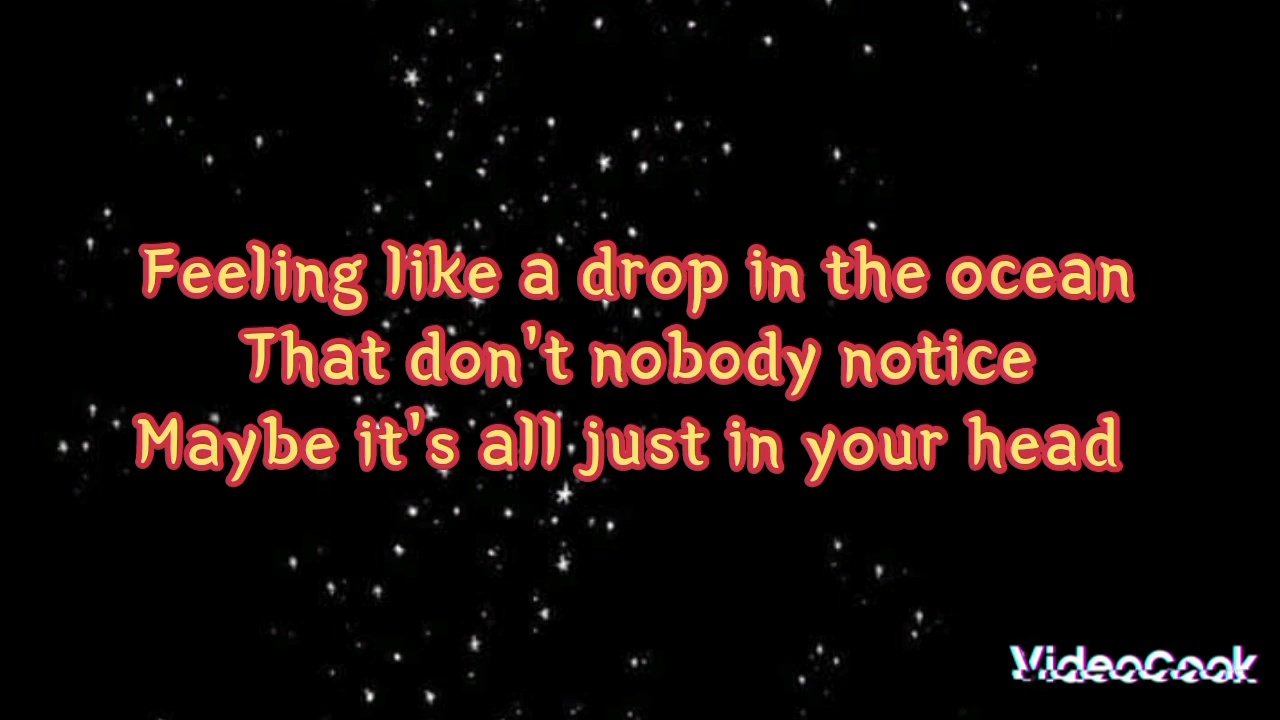 Feeling like a drop in the ocean
That don't nobody notice
Maybe it's all just in your head
VideoCook